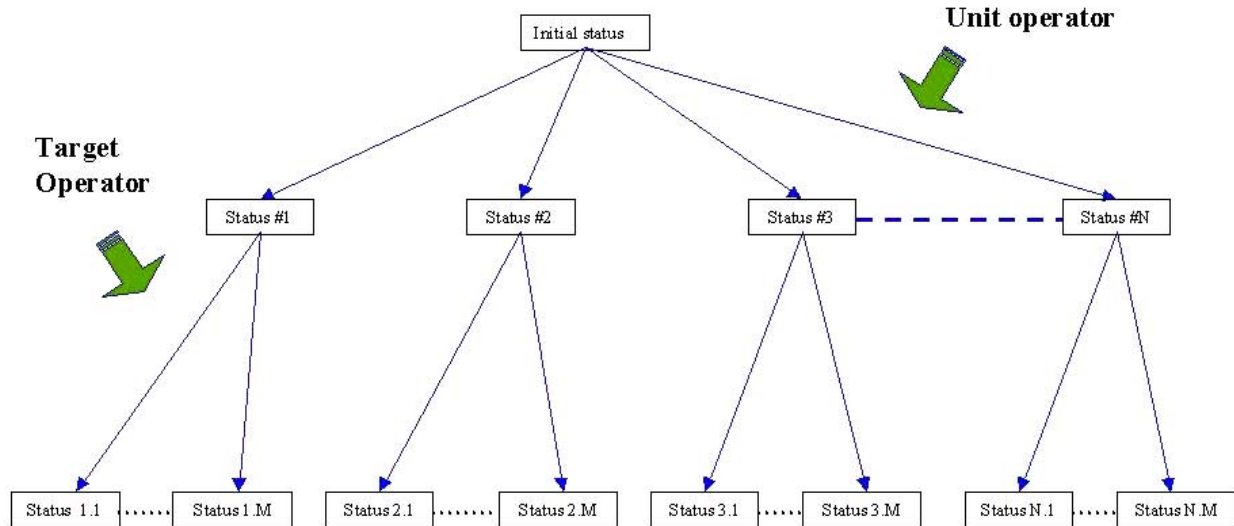 Unit operator
Initial status
Target
Operator
Status #1
Status #2
Status #3
Status #N
Status 1.1
Status 1.M
Status 2.1
Status 2.M
Status 3.1
Status 3.M
Status N.1
Status N.M